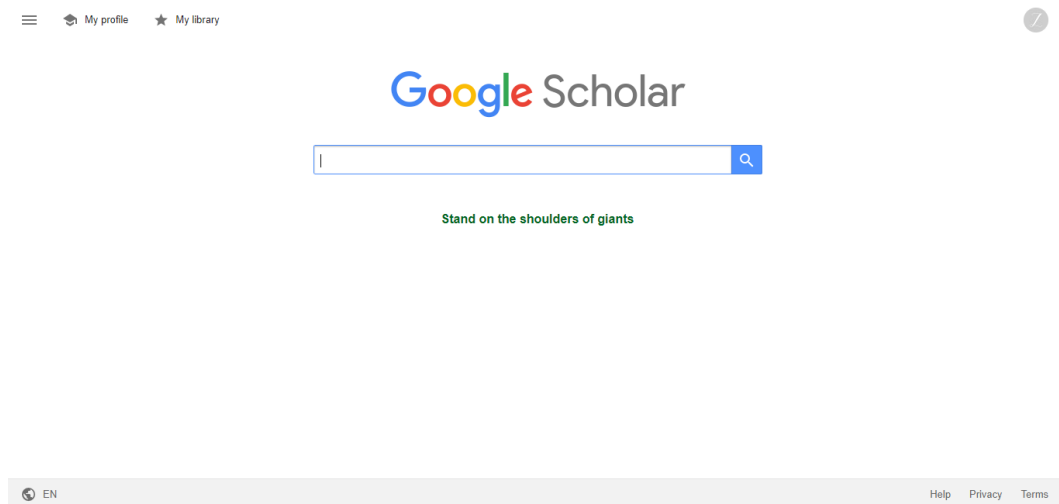 My profile My library
Google Scholar
Stand on the shoulders of giants
EN Help Privacy Terms